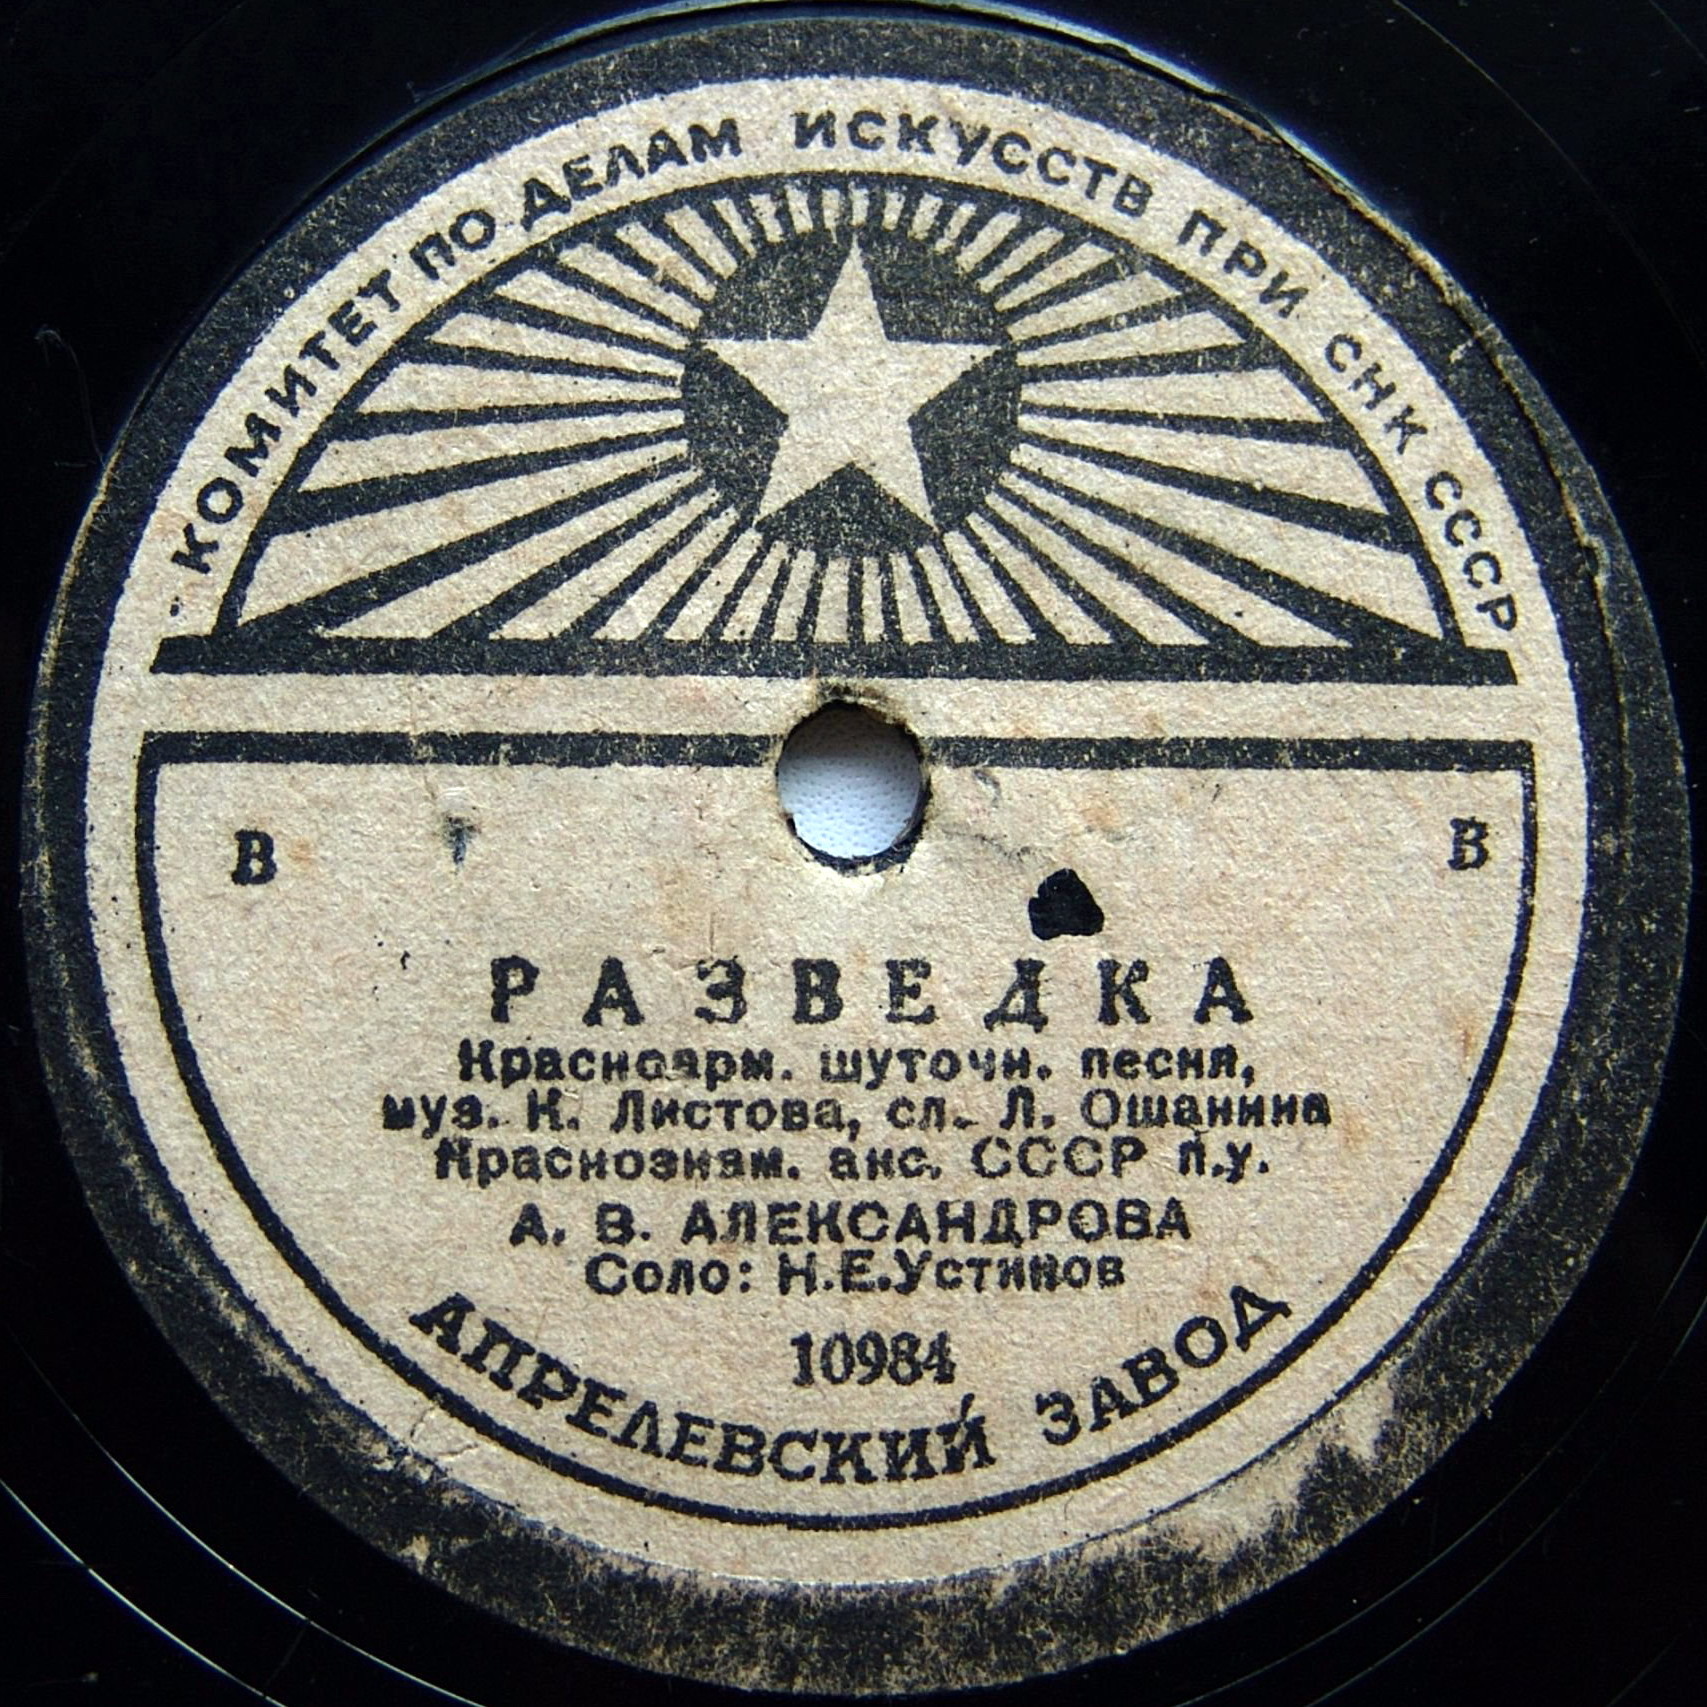 КОМИТЕТ ПО ДЕЛАМ ИСКУССТВ ПРИ СНК СССР
В В
РАЗВЕДКА
Красноарм. шуточн. песня,
муз. К. Листова, сл. Л. Ошанина
Краснознам. анс. СССР п.у.
А. В. АЛЕКСАНДРОВА
Соло: Н.Е.Устинов
10984
АПРЕЛЕВСКИЙ ЗАВОД